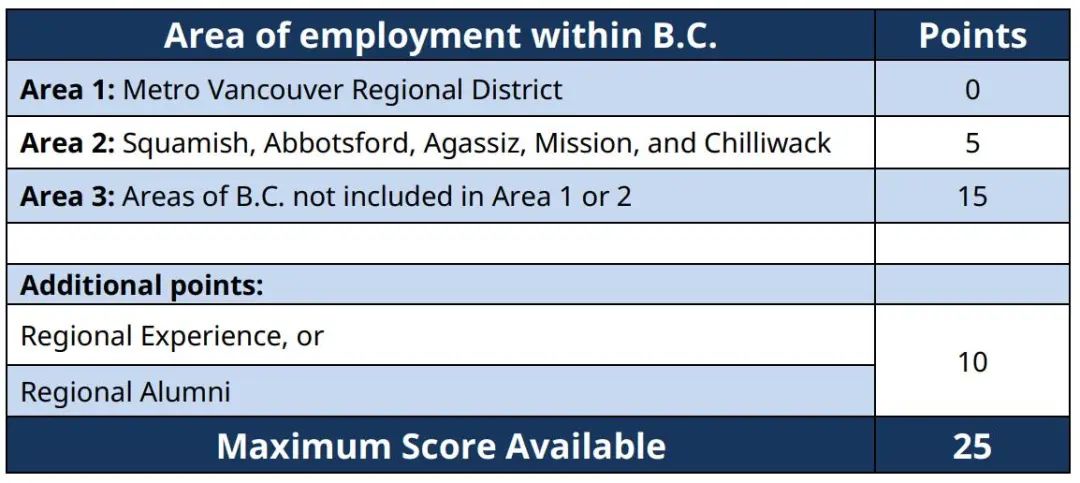 Area of employment within B.C. Points
Area 1: Metro Vancouver Regional District 0
Area 2: Squamish, Abbotsford, Agassiz, Mission, and Chilliwack 5
Area 3: Areas of B.C. not included in Area 1 or 2 15
Additional points:
Regional Experience, or
10
Regional Alumni
Maximum Score Available 25